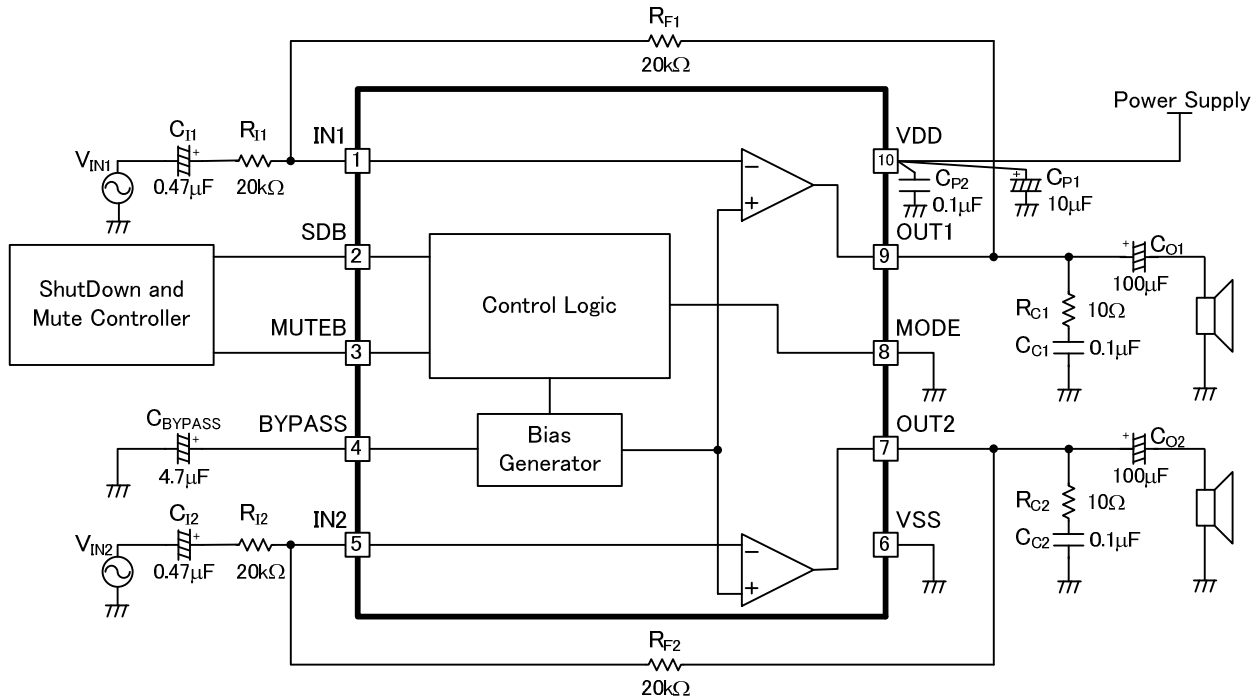 RF1
20kΩ
Power Supply
CI1
RI1
IN1
VDD
VIN1
+
1
10
−
+
0.47μF
20kΩ
+
CP2
0.1μF
+
CP1
10μF
SDB
OUT1
2
9
+
CO1
100μF
ShutDown and
Mute Controller
Control Logic
RC1
10Ω
MUTEB
MODE
3
8
CC1
0.1μF
CBYPASS
BYPASS
OUT2
+
4
Bias
Generator
7
+
CO2
4.7μF
100μF
CI2
RI2
IN2
VSS
RC2
10Ω
VIN2
+
5
6
−
+
CC2
0.1μF
0.47μF
20kΩ
RF2
20kΩ